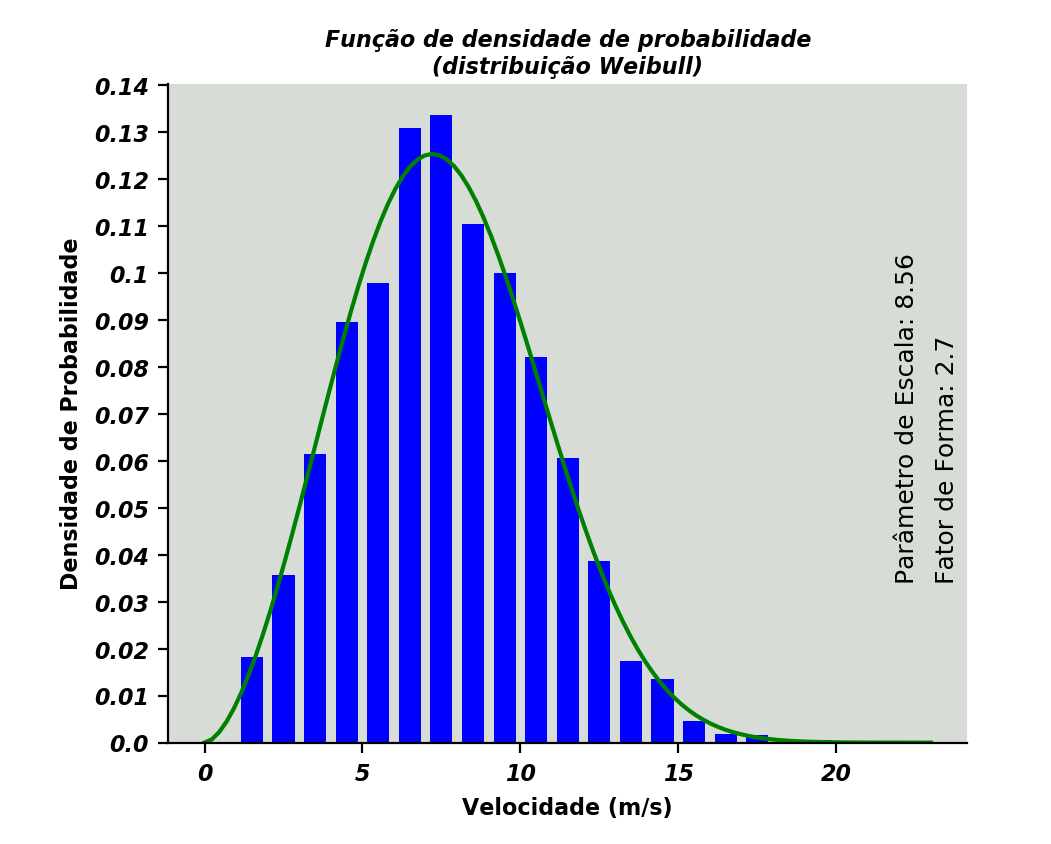 Função de densidade de probabilidade
(distribuição Weibull)
0.14
0.13
0.12
0.11
0.1
0.09
0.08
0.07
0.06
0.05
0.04
0.03
0.02
0.01
0.0
Densidade de Probabilidade
0 5 10 15 20
Velocidade (m/s)
Parâmetro de Escala: 8.56
Fator de Forma: 2.7